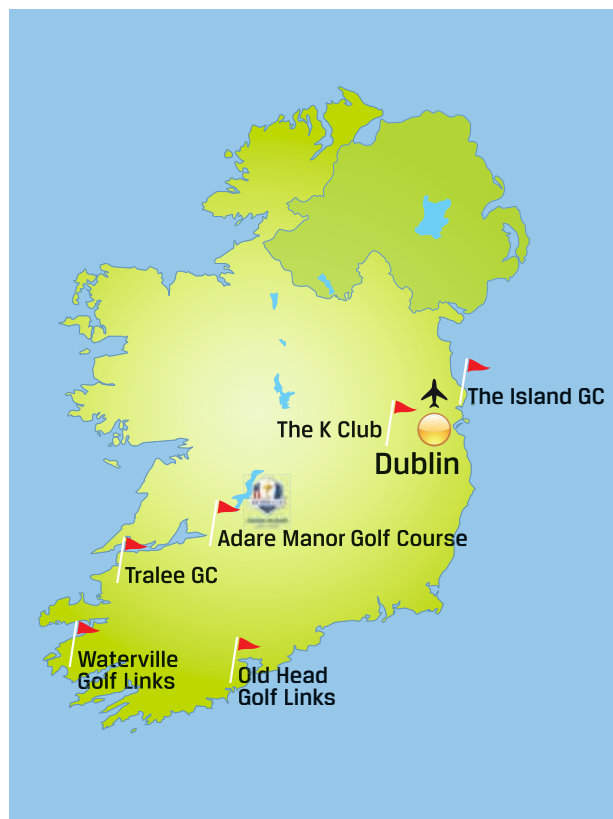 The Island GC
The K Club
Dublin
Adare Manor Golf Course
Tralee GC
Waterville
Golf Links
Old Head
Golf Links